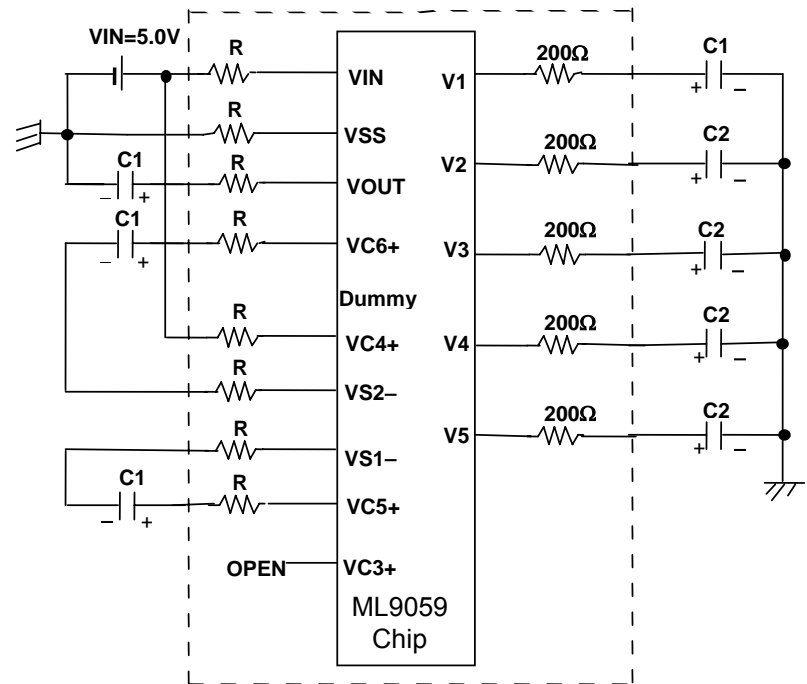 VIN=5.0V
R
VIN
R
VSS
C1
R
VOUT
– +
C1
R
VC6+
– +
Dummy
R
VC4+
R
VS2–
R
VS1–
C1
R
VC5+
– +
OPEN
VC3+
ML9059
Chip
V1
200Ω
C1
+ –
V2
200Ω
C2
+ –
V3
200Ω
C2
+ –
V4
200Ω
C2
+ –
V5
200Ω
C2
+ –